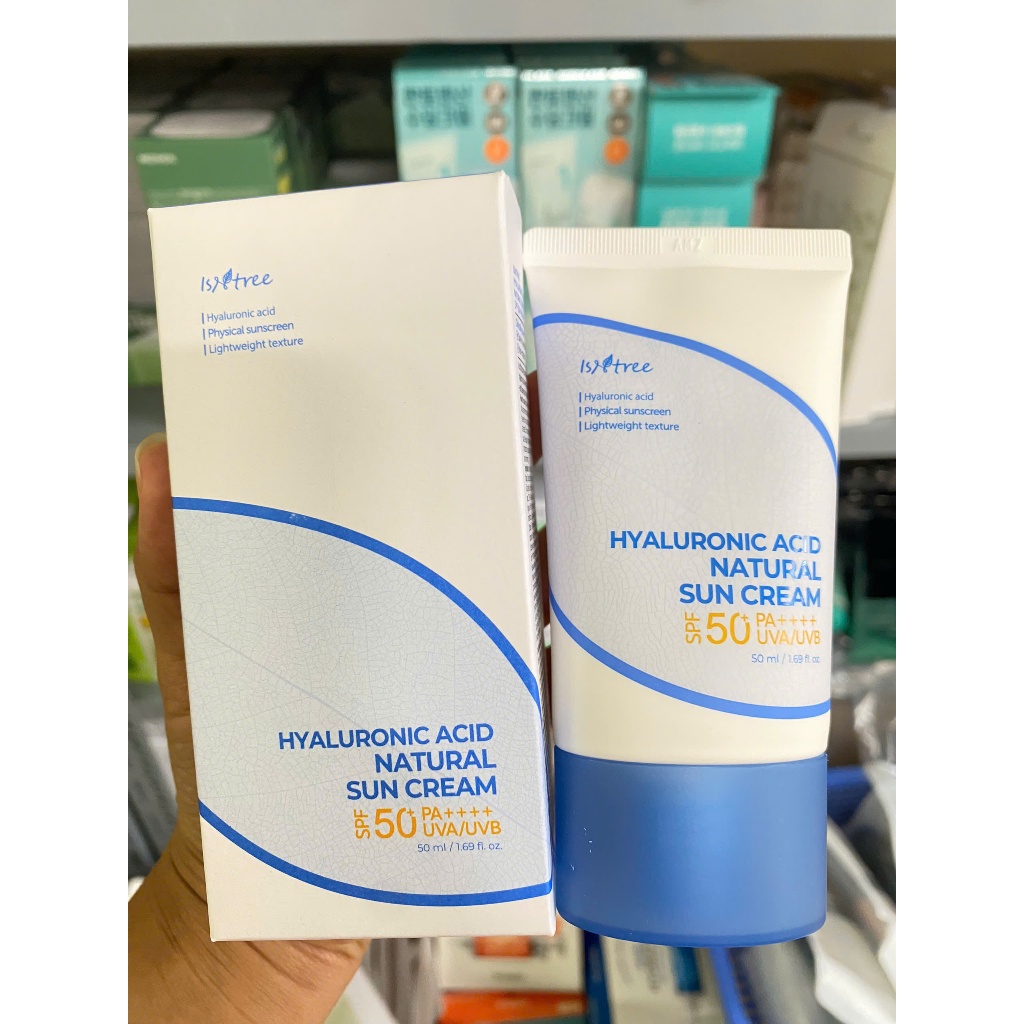 Isntree
| Hyaluronic acid
| Physical sunscreen
| Lightweight texture
HYALURONIC ACID
NATURAL
SUN CREAM
SPF 50+ PA++++
UVA/UVB
50 ml / 1.69 fl. oz.
Isntree
| Hyaluronic acid
| Physical sunscreen
| Lightweight texture
HYALURONIC ACID
NATURAL
SUN CREAM
SPF 50+ PA++++
UVA/UVB
50 ml / 1.69 fl. oz.